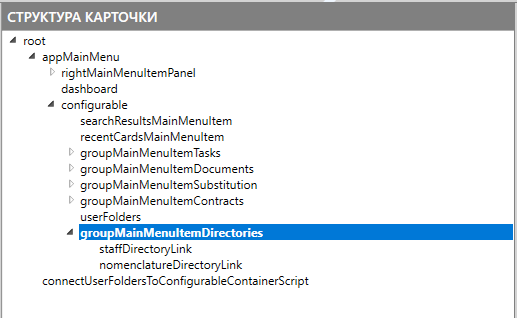 СТРУКТУРА КАРТОЧКИ
root
appMainMenu
rightMainMenuItemPanel
dashboard
configurable
searchResultsMainMenuItem
recentCardsMainMenuItem
groupMainMenuItemTasks
groupMainMenuItemDocuments
groupMainMenuItemSubstitution
groupMainMenuItemContracts
userFolders
groupMainMenuItemDirectories
staffDirectoryLink
nomenclatureDirectoryLink
connectUserFoldersToConfigurableContainerScript